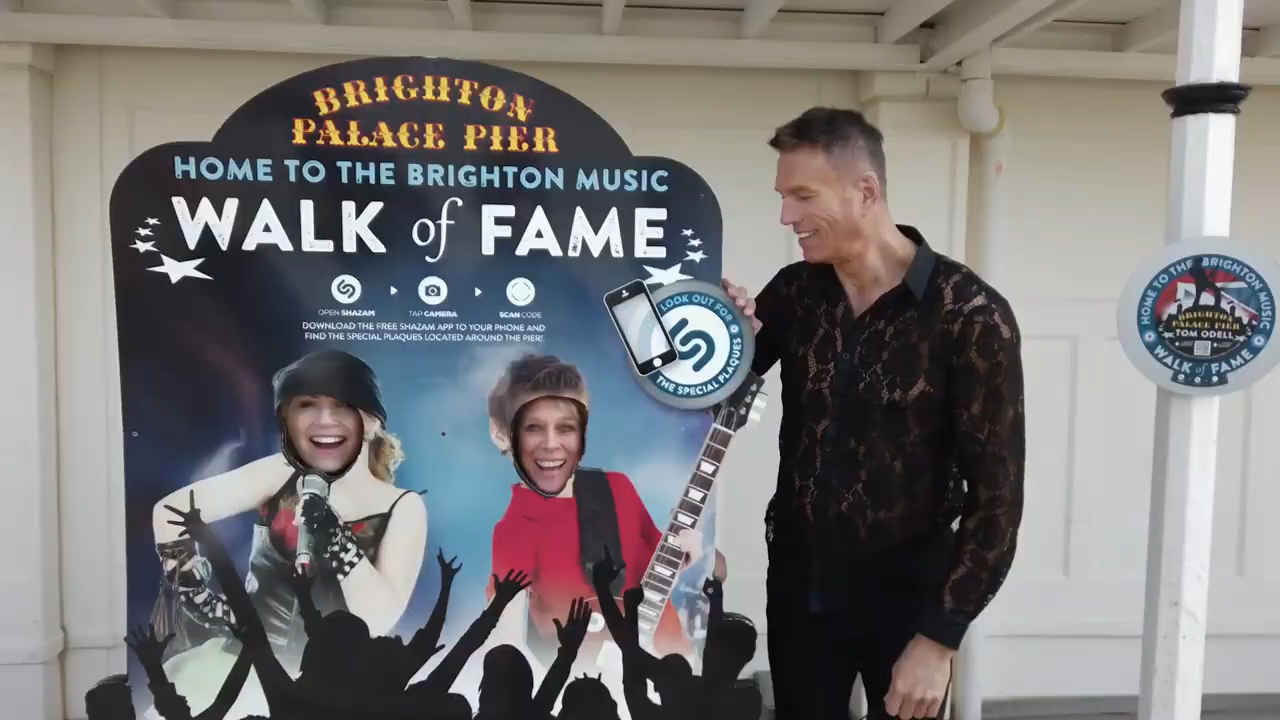 BRIGHTON
PALACE PIER
HOME TO THE BRIGHTON MUSIC
WALK of FAME
OPEN SHAZAM
TAP CAMERA
SCAN CODE
DOWNLOAD THE FREE SHAZAM APP TO YOUR PHONE AND
FIND THE SPECIAL PLAQUES LOCATED AROUND THE PIER!
LOOK OUT FOR
THE SPECIAL PLAQUES
HOME TO THE BRIGHTON MUSIC
BRIGHTON
PALACE PIER
TOM ODELL
WALK of FAME